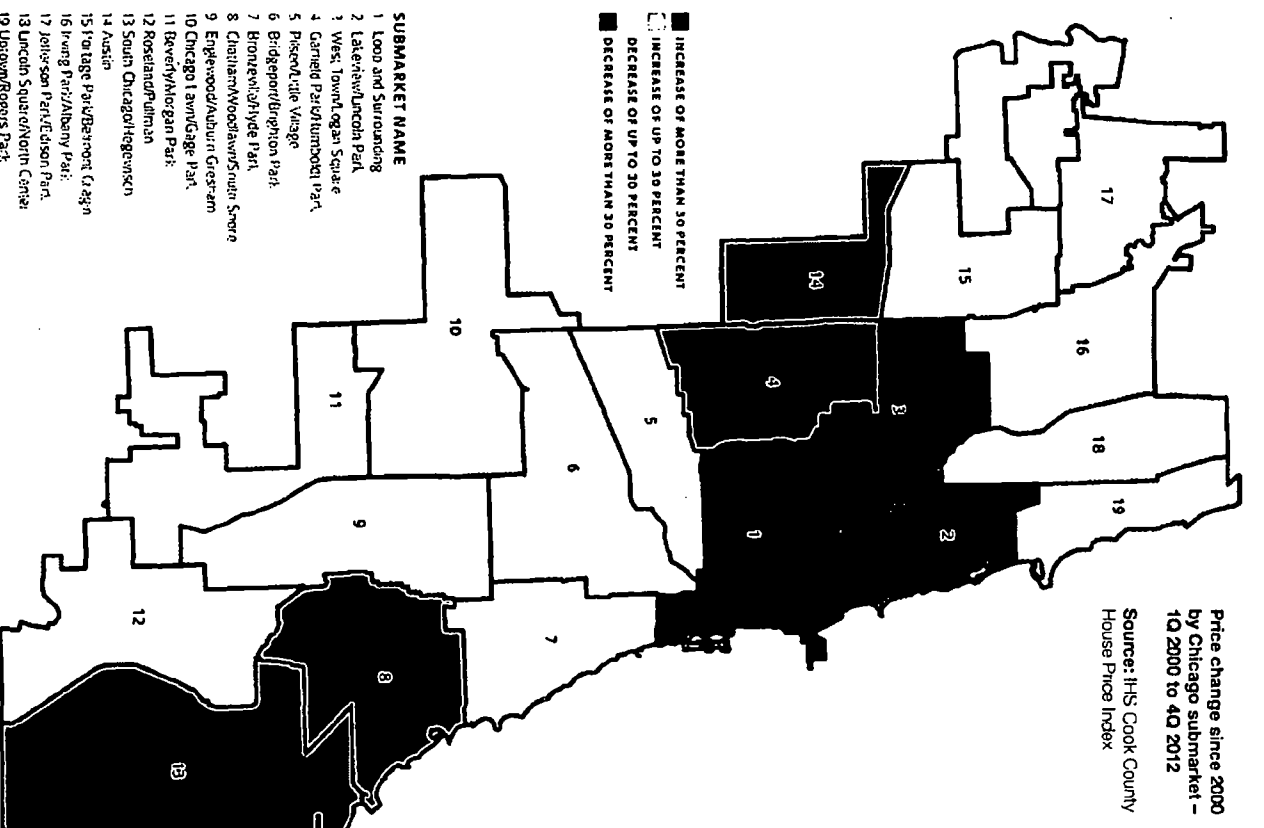 Price change since 2000
by Chicago submarket –
1Q 2000 to 4Q 2012
Source: IHS Cook County
House Price Index
INCREASE OF MORE THAN 30 PERCENT
INCREASE OF UP TO 30 PERCENT
DECREASE OF UP TO 30 PERCENT
DECREASE OF MORE THAN 30 PERCENT
17
15
14
16
18
19
3
4
2
1
5
6
10
11
9
7
8
12
13
SUBMARKET NAME
1 Loop and Surrounding
2 Lakeview/Lincoln Park
3 West Town/Logan Square
4 Garfield Park/Humboldt Park
5 Pilsen/Little Village
6 Bridgeport/Brighton Park
7 Bronzeville/Hyde Park
8 Chatham/Woodlawn/South Shore
9 Englewood/Auburn Gresham
10 Chicago Lawn/Gage Park
11 Beverly/Morgan Park
12 Roseland/Pullman
13 South Chicago/Hegewisch
14 Austin
15 Portage Park/Belmont Cragin
16 Irving Park/Albany Park
17 Jefferson Park/Edison Park
18 Lincoln Square/North Center
19 Uptown/Rogers Park